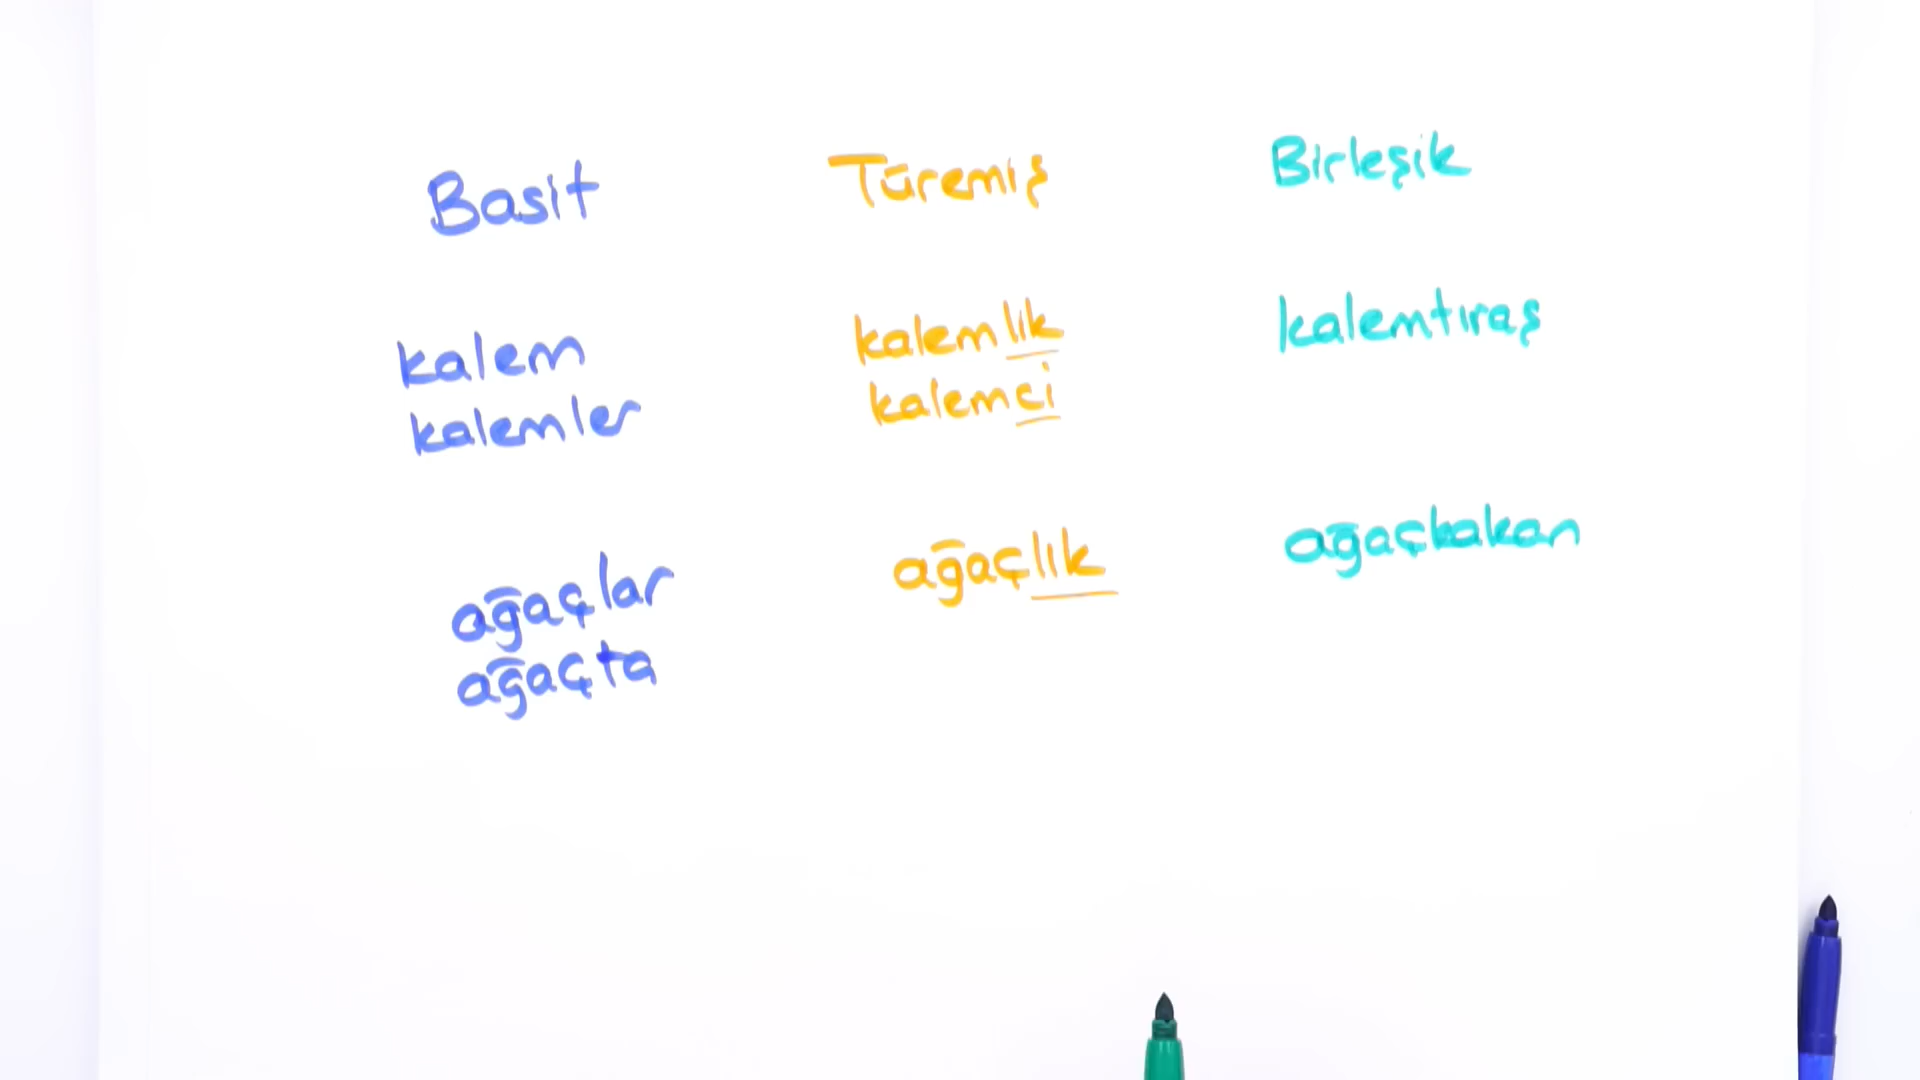 Basit
Türemiş
Birleşik
kalem
kalemlik
kalemtıraş
kalemler
kalemci
ağaçlar
ağaçlık
ağaçkakan
ağaçta